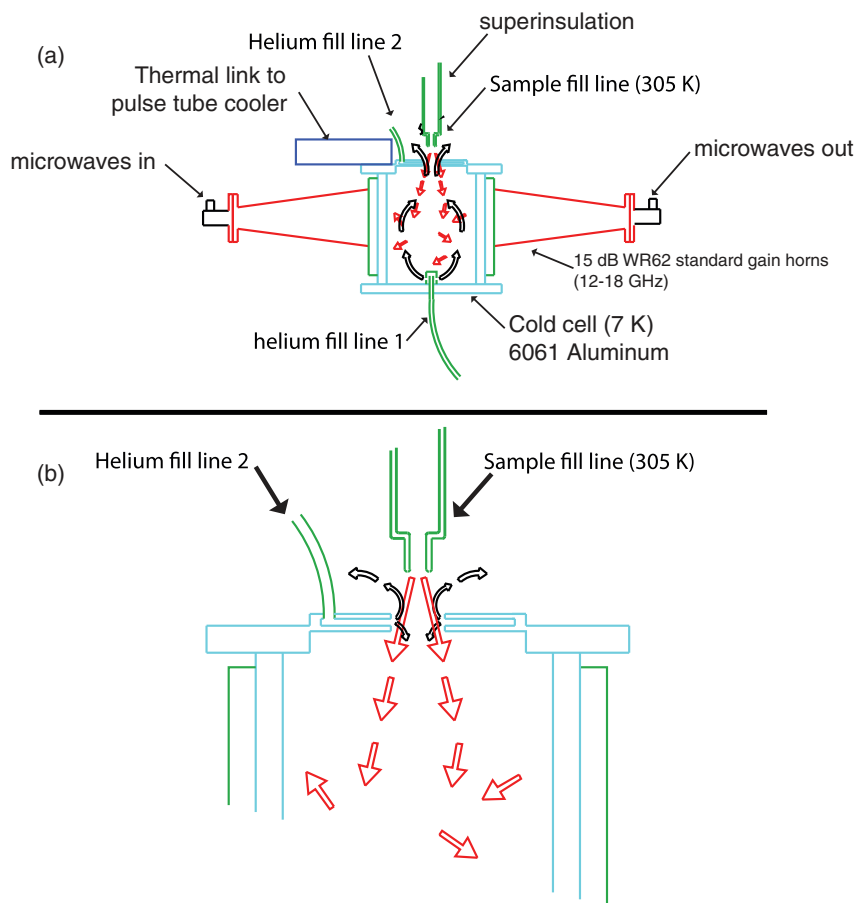 superinsulation
Helium fill line 2
(a)
Thermal link to
pulse tube cooler
Sample fill line (305 K)
microwaves in
microwaves out
15 dB WR62 standard gain horns
(12-18 GHz)
Cold cell (7 K)
6061 Aluminum
helium fill line 1
(b)
Helium fill line 2
Sample fill line (305 K)